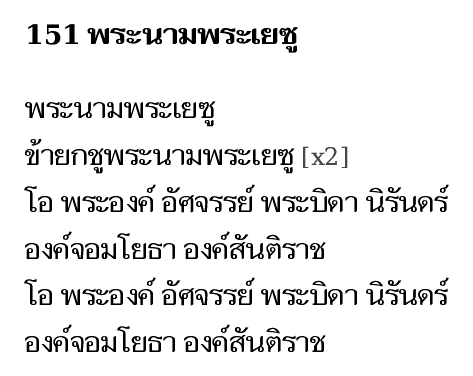 151 พระนามพระเยซู
พระนามพระเยซู
ข้ายกชูพระนามพระเยซู [x2]
โอ พระองค์ อัศจรรย์ พระบิดา นิรันดร์
องค์จอมโยธา องค์สันติราช
โอ พระองค์ อัศจรรย์ พระบิดา นิรันดร์
องค์จอมโยธา องค์สันติราช